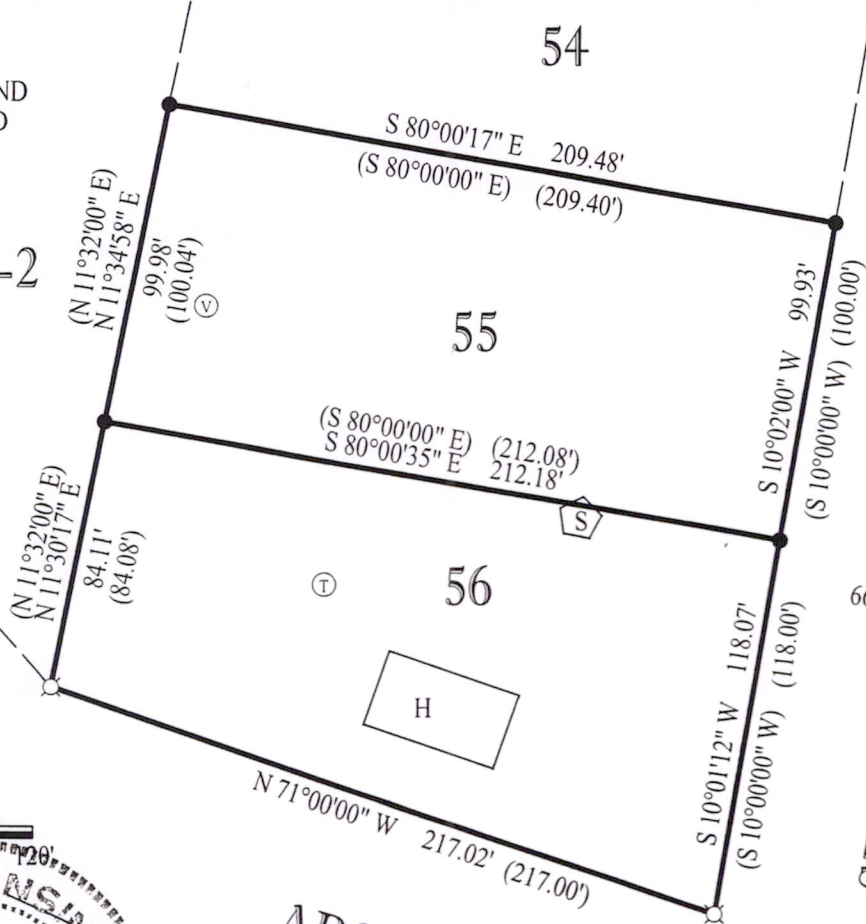 54
ND
S 80°00'17" E 209.48'
(S 80°00'00" E) (209.40')
(N 11°32'00" E)
N 11°34'58" E
99.98'
(100.04')
V
-2
55
99.93'
(100.00')
S 10°02'00" W
(S 10°00'00" W)
(S 80°00'00" E) (212.08')
S 80°00'35" E 212.18'
S
(N 11°32'00" E)
N 11°30'17" E
84.11'
(84.08')
T
56
118.07'
(118.00')
S 10°01'12" W
(S 10°00'00" W)
H
N 71°00'00" W 217.02' (217.00')
120'
NSIN